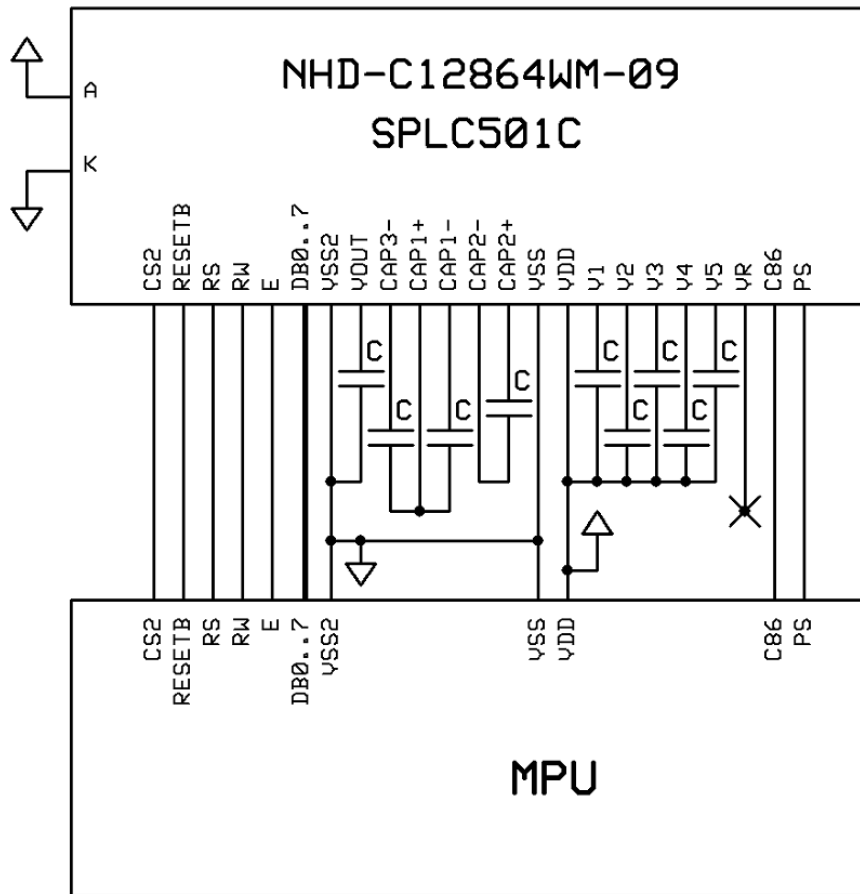 NHD-C12864WM-09
SPLC501C
A
K
CS2
RESETB
RS
RW
E
DB0..7
VSS2
VOUT
CAP3-
CAP1+
CAP1-
CAP2-
CAP2+
VSS
VDD
V1
V2
V3
V4
V5
VR
C86
PS
C
C
C
C
C
C
C
C
C
CS2
RESETB
RS
RW
E
DB0..7
VSS2
VSS
VDD
C86
PS
MPU